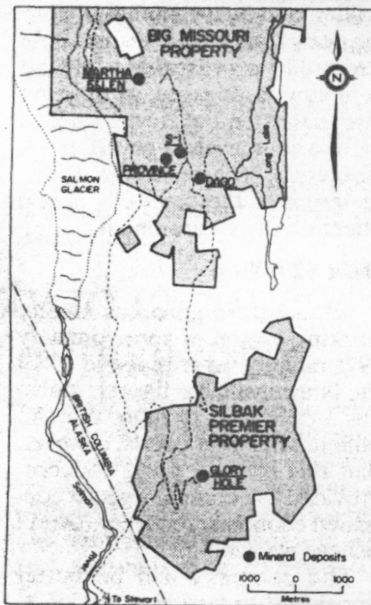 BIG MISSOURI
PROPERTY
MARTHA
ELLEN
N
S-1
PROVINCE
DAGO
Long Lake
SALMON
GLACIER
BRITISH COLUMBIA
ALASKA
SILBAK
PREMIER
PROPERTY
GLORY
HOLE
Salmon
River
Mineral Deposits
To Stewart
1000 0 1000
Metres